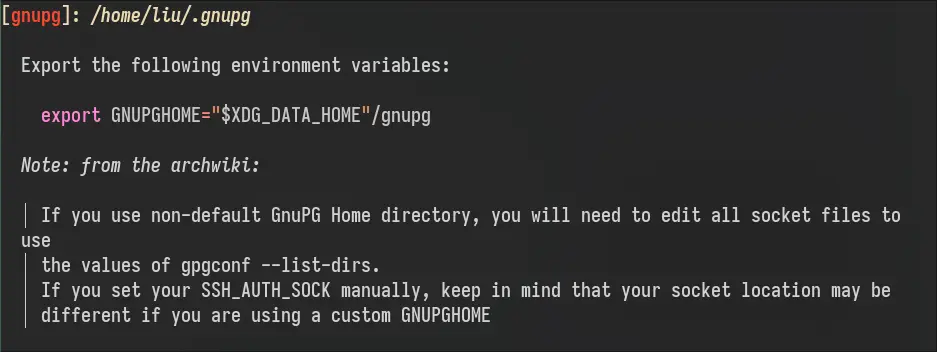 [gnupg]: /home/liu/.gnupg
Export the following environment variables:
export GNUPGHOME="$XDG_DATA_HOME"/gnupg
Note: from the archwiki:
│ If you use non-default GnuPG Home directory, you will need to edit all socket files to
use
│ the values of gpgconf --list-dirs.
│ If you set your SSH_AUTH_SOCK manually, keep in mind that your socket location may be
│ different if you are using a custom GNUPGHOME